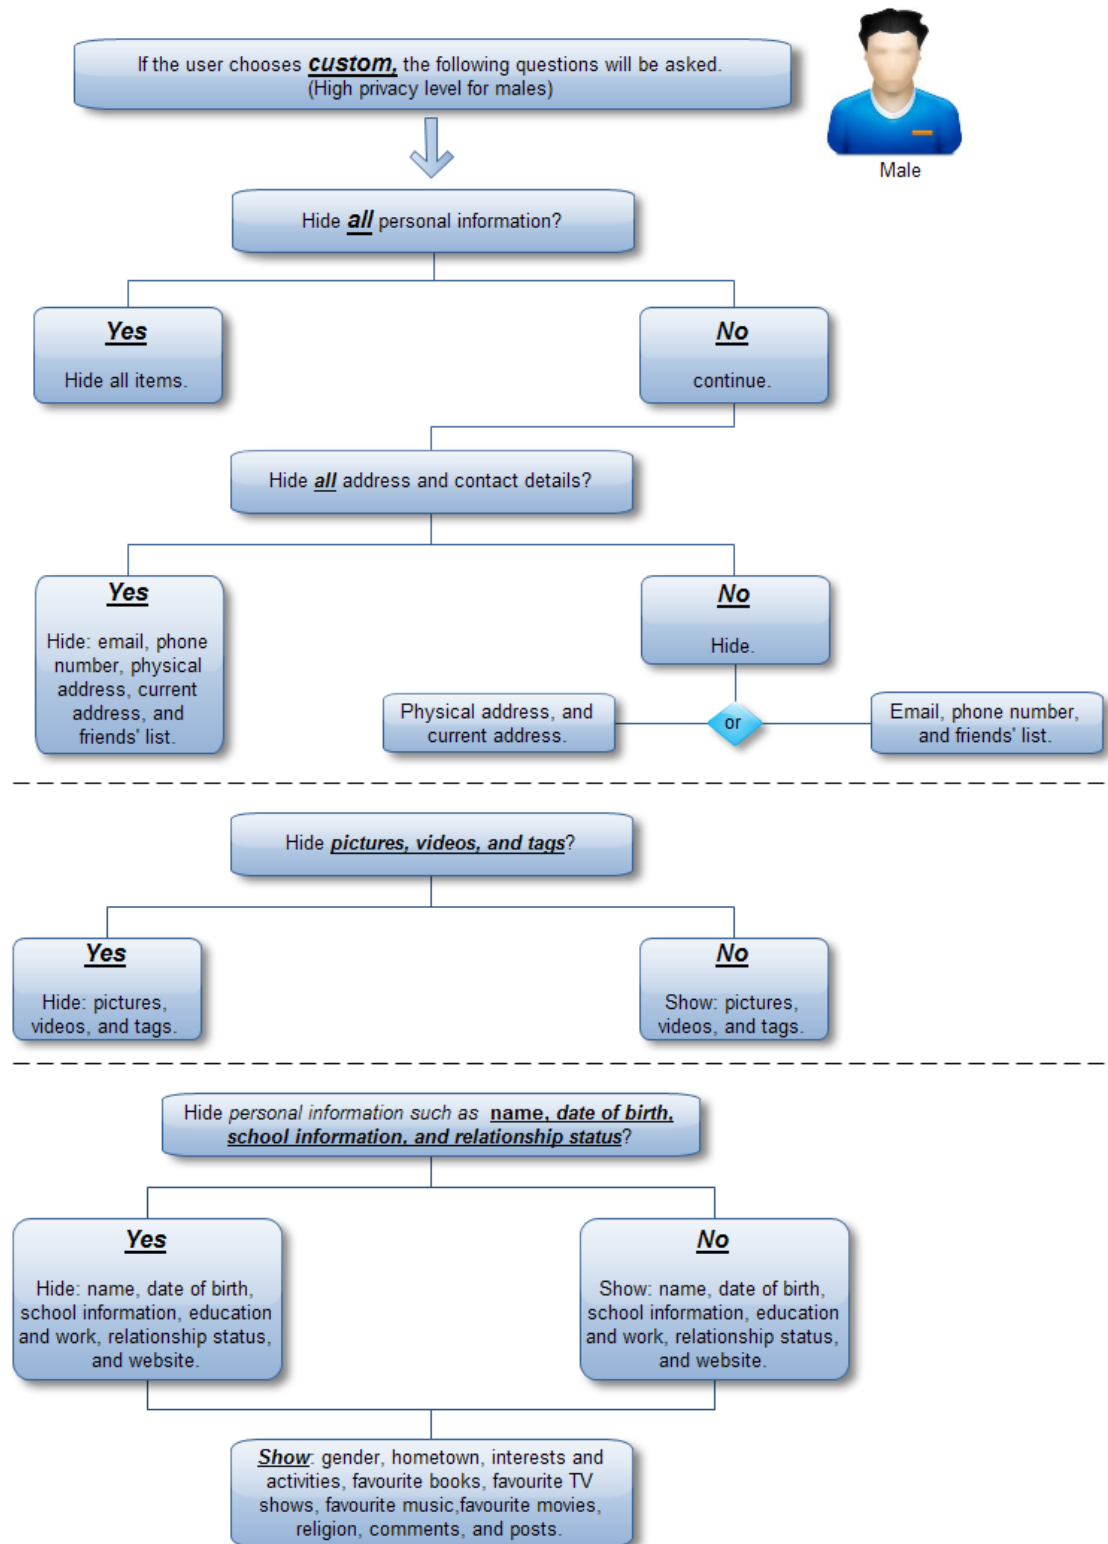 If the user chooses custom, the following questions will be asked.
(High privacy level for males)
Male
Hide all personal information?
Yes
Hide all items.
No
continue.
Hide all address and contact details?
Yes
Hide: email, phone
number, physical
address, current
address, and
friends' list.
No
Hide.
Physical address, and
current address.
or
Email, phone number,
and friends' list.
Hide pictures, videos, and tags?
Yes
Hide: pictures,
videos, and tags.
No
Show: pictures,
videos, and tags.
Hide personal information such as name, date of birth,
school information, and relationship status?
Yes
Hide: name, date of birth,
school information, education
and work, relationship status,
and website.
No
Show: name, date of birth,
school information, education
and work, relationship status,
and website.
Show: gender, hometown, interests and
activities, favourite books, favourite TV
shows, favourite music,favourite movies,
religion, comments, and posts.